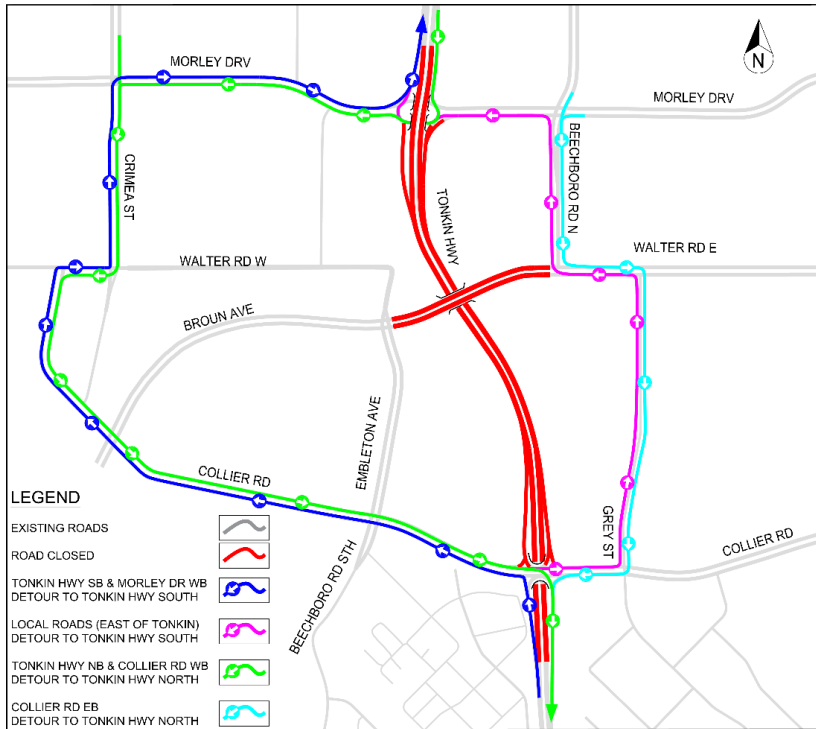 MORLEY DRV
N
MORLEY DRV
CRIMEA ST
BEECHBORO RD N
TONKIN HWY
WALTER RD W
WALTER RD E
BROUN AVE
EMBLETON AVE
COLLIER RD
GREY ST
COLLIER RD
BEECHBORO RD STH
LEGEND
EXISTING ROADS
ROAD CLOSED
TONKIN HWY SB & MORLEY DR WB
DETOUR TO TONKIN HWY SOUTH
LOCAL ROADS (EAST OF TONKIN)
DETOUR TO TONKIN HWY SOUTH
TONKIN HWY NB & COLLIER RD WB
DETOUR TO TONKIN HWY NORTH
COLLIER RD EB
DETOUR TO TONKIN HWY NORTH